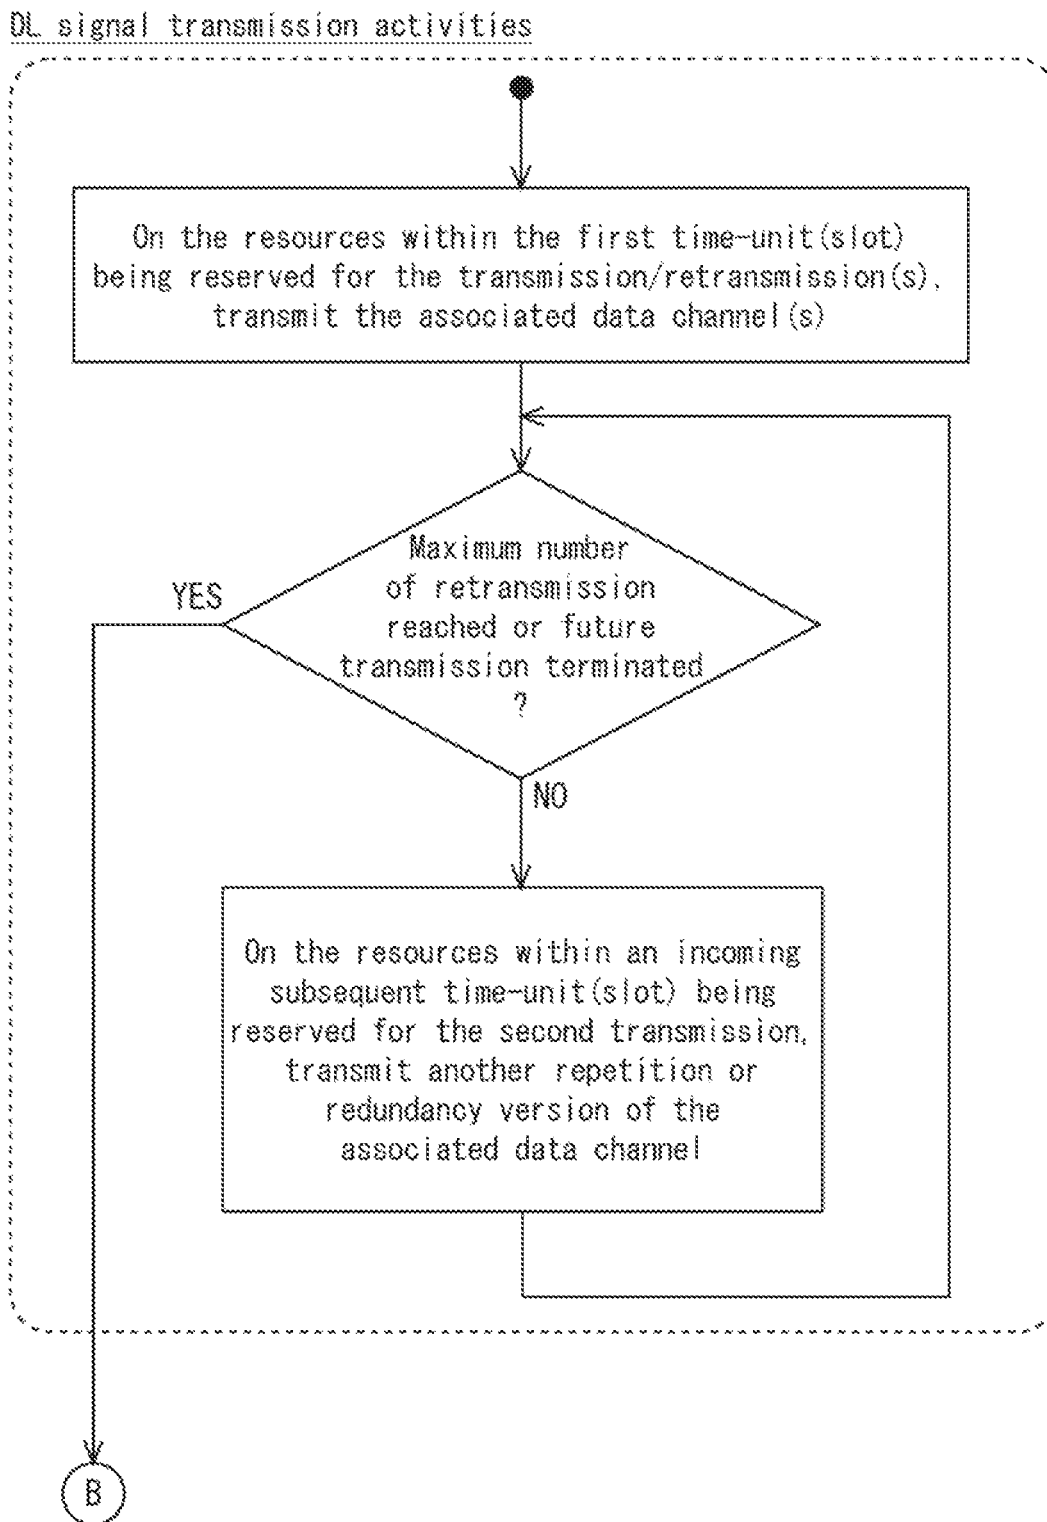 DL signal transmission activities
On the resources within the first time-unit(slot)
being reserved for the transmission/retransmission(s),
transmit the associated data channel(s)
Maximum number
of retransmission
reached or future
transmission terminated
?
YES
NO
On the resources within an incoming
subsequent time-unit(slot) being
reserved for the second transmission,
transmit another repetition or
redundancy version of the
associated data channel
B